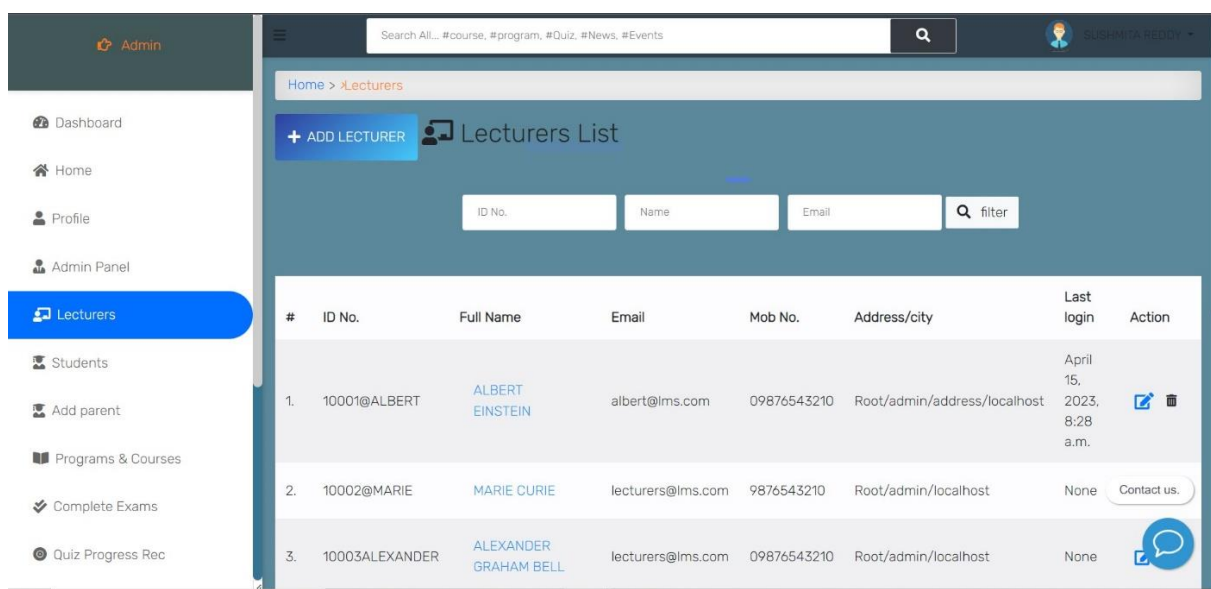 Admin
Search All... #course, #program, #Quiz, #News, #Events
SUSHMITA REDDY
Home > ›Lecturers
Dashboard
Home
Profile
Admin Panel
Lecturers
Students
Add parent
Programs & Courses
Complete Exams
Quiz Progress Rec
+ ADD LECTURER
Lecturers List
ID No.
Name
Email
filter
# ID No. Full Name Email Mob No. Address/city Last login Action
1. 10001@ALBERT ALBERT EINSTEIN albert@lms.com 09876543210 Root/admin/address/localhost April 15, 2023, 8:28 a.m.
2. 10002@MARIE MARIE CURIE lecturers@lms.com 9876543210 Root/admin/localhost None
Contact us.
3. 10003ALEXANDER ALEXANDER GRAHAM BELL lecturers@lms.com 09876543210 Root/admin/localhost None